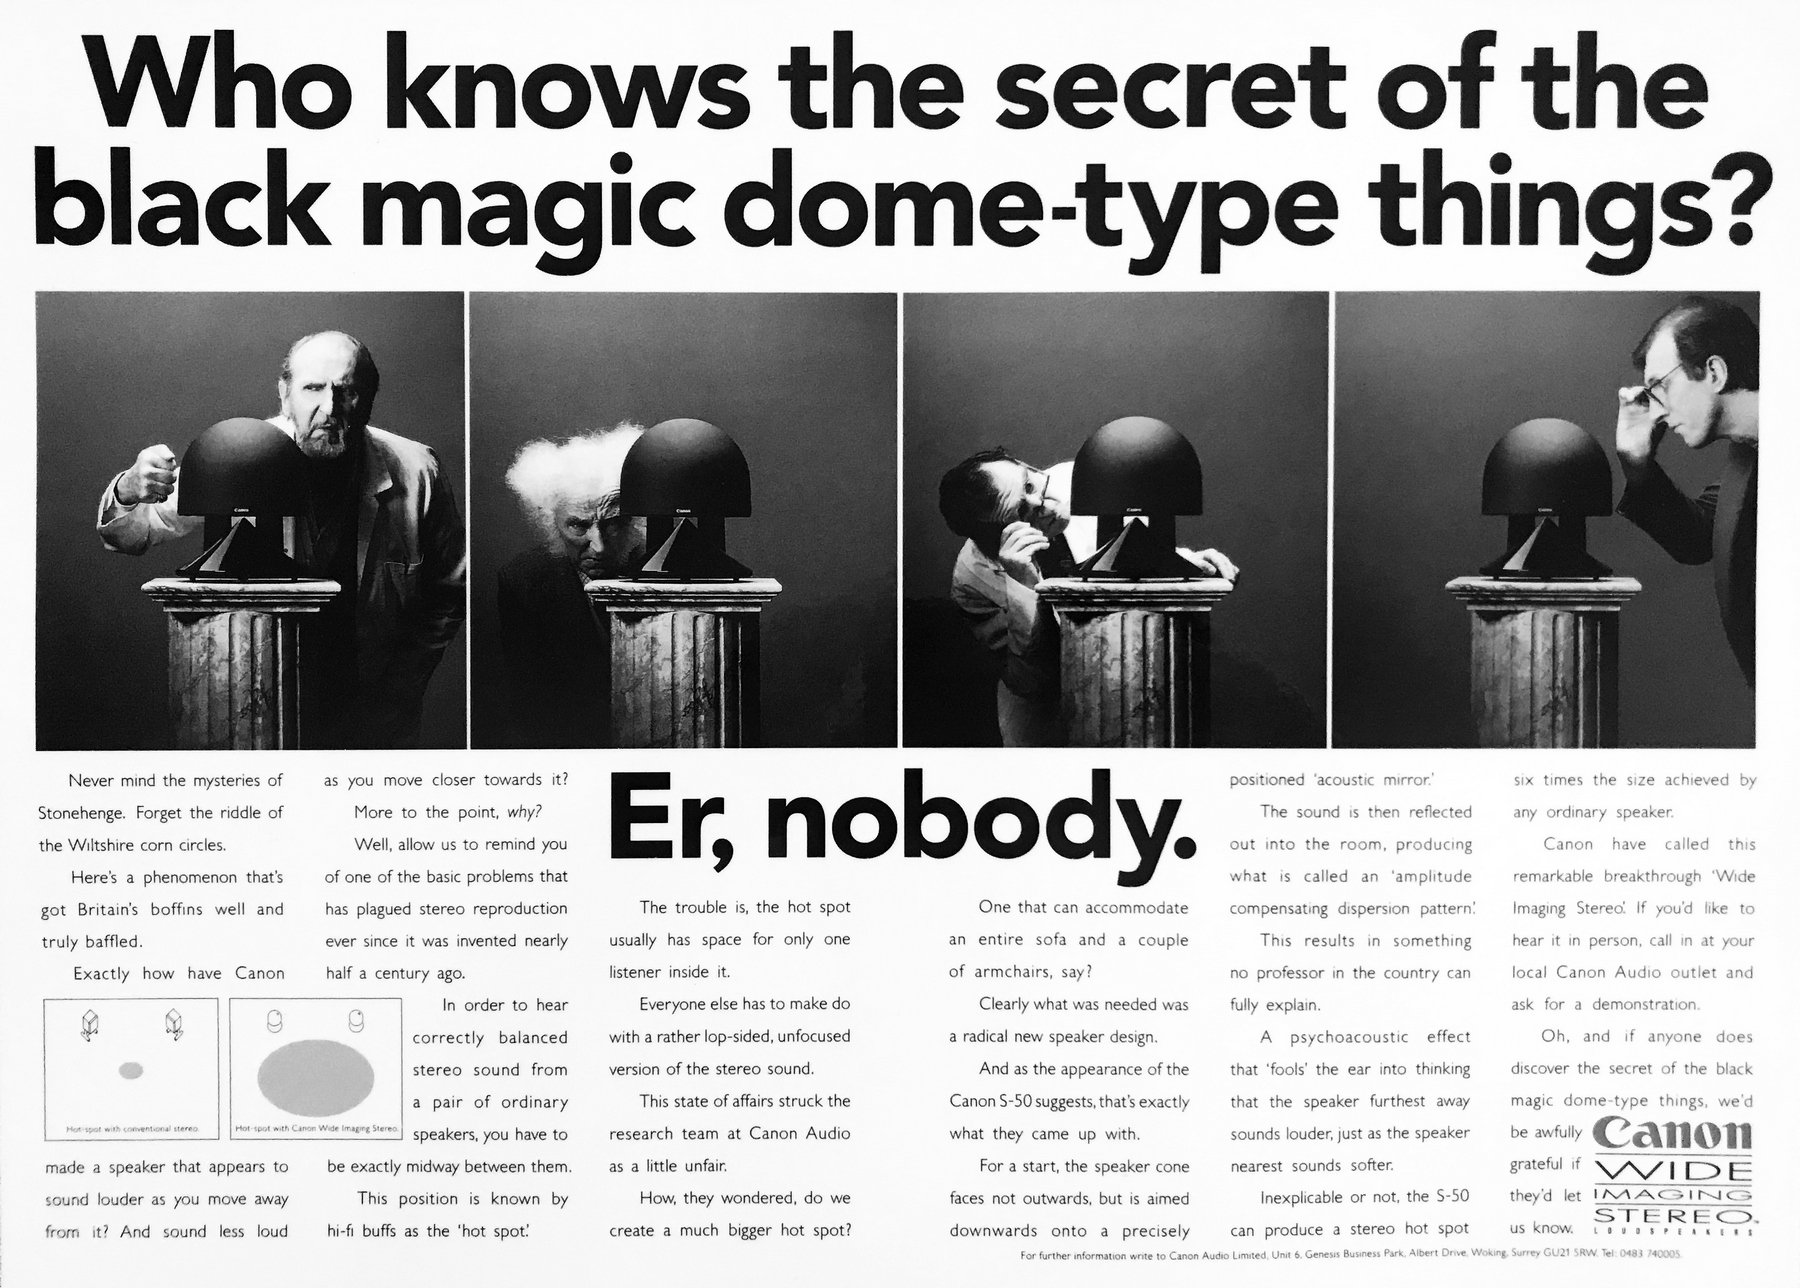 Who knows the secret of the
black magic dome-type things?
Canon
Canon
Canon
Canon
Never mind the mysteries of
Stonehenge. Forget the riddle of
the Wiltshire corn circles.
Here's a phenomenon that's
got Britain's boffins well and
truly baffled.
Exactly how have Canon
Hot-spot with conventional stereo.
Hot-spot with Canon Wide Imaging Stereo.
made a speaker that appears to
sound louder as you move away
from it? And sound less loud
as you move closer towards it?
More to the point, why?
Well, allow us to remind you
of one of the basic problems that
has plagued stereo reproduction
ever since it was invented nearly
half a century ago.
In order to hear
correctly balanced
stereo sound from
a pair of ordinary
speakers, you have to
be exactly midway between them.
This position is known by
hi-fi buffs as the 'hot spot'.
Er, nobody.
The trouble is, the hot spot
usually has space for only one
listener inside it.
Everyone else has to make do
with a rather lop-sided, unfocused
version of the stereo sound.
This state of affairs struck the
research team at Canon Audio
as a little unfair.
How, they wondered, do we
create a much bigger hot spot?
One that can accommodate
an entire sofa and a couple
of armchairs, say?
Clearly what was needed was
a radical new speaker design.
And as the appearance of the
Canon S-50 suggests, that's exactly
what they came up with.
For a start, the speaker cone
faces not outwards, but is aimed
downwards onto a precisely
positioned 'acoustic mirror.'
The sound is then reflected
out into the room, producing
what is called an 'amplitude
compensating dispersion pattern'.
This results in something
no professor in the country can
fully explain.
A psychoacoustic effect
that 'fools' the ear into thinking
that the speaker furthest away
sounds louder, just as the speaker
nearest sounds softer.
Inexplicable or not, the S-50
can produce a stereo hot spot
six times the size achieved by
any ordinary speaker.
Canon have called this
remarkable breakthrough 'Wide
Imaging Stereo'. If you'd like to
hear it in person, call in at your
local Canon Audio outlet and
ask for a demonstration.
Oh, and if anyone does
discover the secret of the black
magic dome-type things, we'd
be awfully
grateful if
they'd let
us know.
Canon
WIDE
IMAGING
STEREO
LOUDSPEAKERS
For further information write to Canon Audio Limited, Unit 6, Genesis Business Park, Albert Drive, Woking, Surrey GU21 5RW. Tel: 0483 740005.